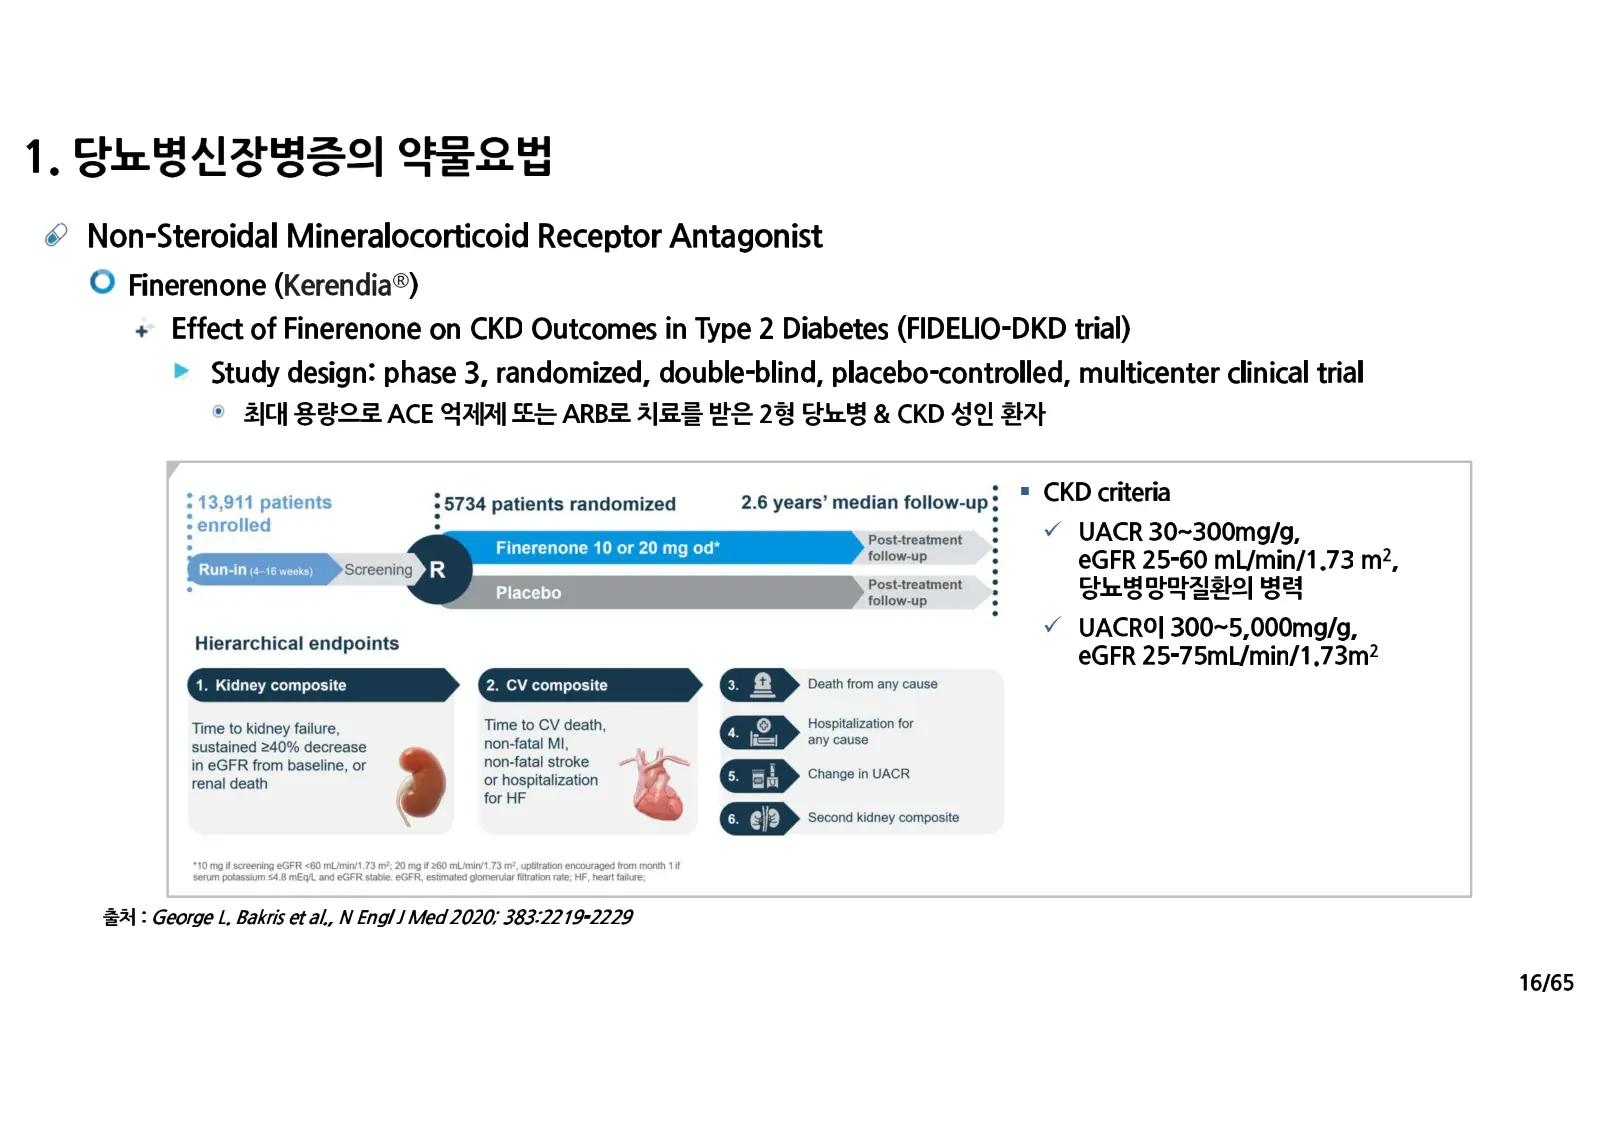 1. 당뇨병신장병증의 약물요법
Non-Steroidal Mineralocorticoid Receptor Antagonist
Finerenone (Kerendia®)
Effect of Finerenone on CKD Outcomes in Type 2 Diabetes (FIDELIO-DKD trial)
Study design: phase 3, randomized, double-blind, placebo-controlled, multicenter clinical trial
최대 용량으로 ACE 억제제 또는 ARB로 치료를 받은 2형 당뇨병 & CKD 성인 환자
13,911 patients
enrolled
5734 patients randomized
2.6 years' median follow-up
Run-in (4–16 weeks)
Screening
R
Finerenone 10 or 20 mg od*
Post-treatment
follow-up
Placebo
Post-treatment
follow-up
Hierarchical endpoints
1. Kidney composite
Time to kidney failure,
sustained ≥40% decrease
in eGFR from baseline, or
renal death
2. CV composite
Time to CV death,
non-fatal MI,
non-fatal stroke
or hospitalization
for HF
3. Death from any cause
4. Hospitalization for
any cause
5. Change in UACR
6. Second kidney composite
*10 mg if screening eGFR <60 mL/min/1.73 m²; 20 mg if ≥60 mL/min/1.73 m², uptitration encouraged from month 1 if
serum potassium ≤4.8 mEq/L and eGFR stable. eGFR, estimated glomerular filtration rate; HF, heart failure;
CKD criteria
UACR 30~300mg/g,
eGFR 25-60 mL/min/1.73 m²,
당뇨병망막질환의 병력
UACR이 300~5,000mg/g,
eGFR 25-75mL/min/1.73m²
출처 : George L. Bakris et al., N Engl J Med 2020; 383:2219-2229
16/65